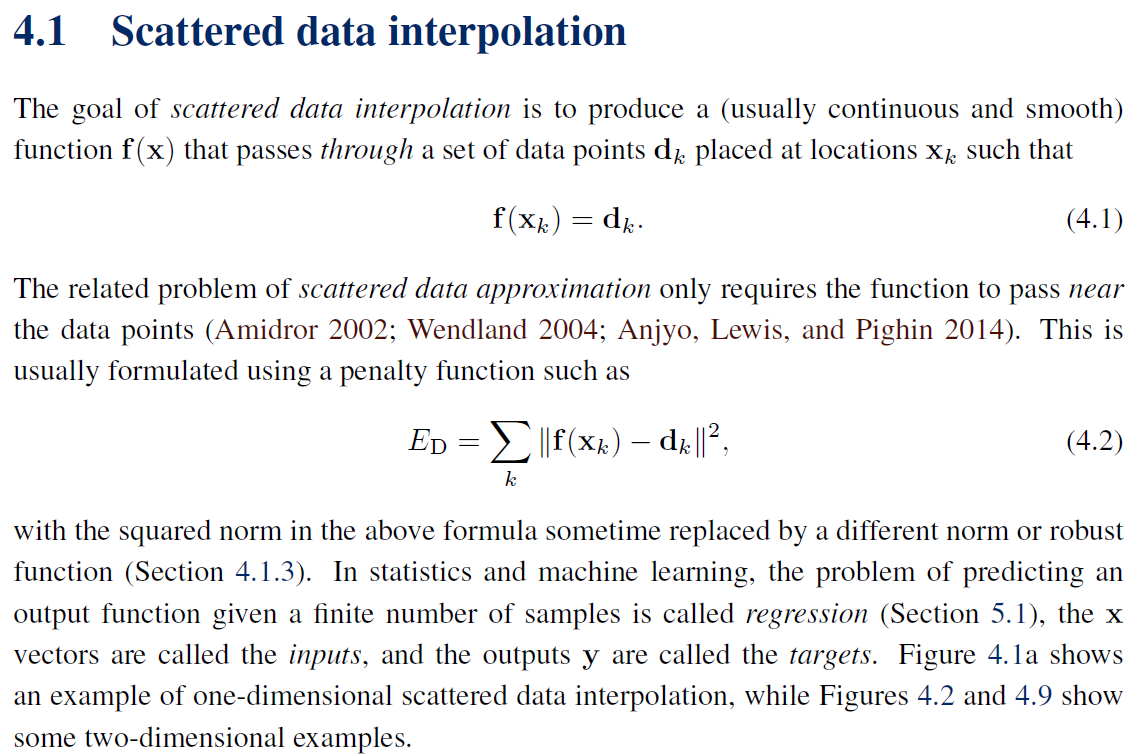 4.1 Scattered data interpolation
The goal of scattered data interpolation is to produce a (usually continuous and smooth)
function f(x) that passes through a set of data points d_k placed at locations x_k such that
f(x_k) = d_k. (4.1)
The related problem of scattered data approximation only requires the function to pass near
the data points (Amidror 2002; Wendland 2004; Anjyo, Lewis, and Pighin 2014). This is
usually formulated using a penalty function such as
E_D = ∑_k ‖f(x_k) − d_k‖², (4.2)
with the squared norm in the above formula sometime replaced by a different norm or robust
function (Section 4.1.3). In statistics and machine learning, the problem of predicting an
output function given a finite number of samples is called regression (Section 5.1), the x
vectors are called the inputs, and the outputs y are called the targets. Figure 4.1a shows
an example of one-dimensional scattered data interpolation, while Figures 4.2 and 4.9 show
some two-dimensional examples.